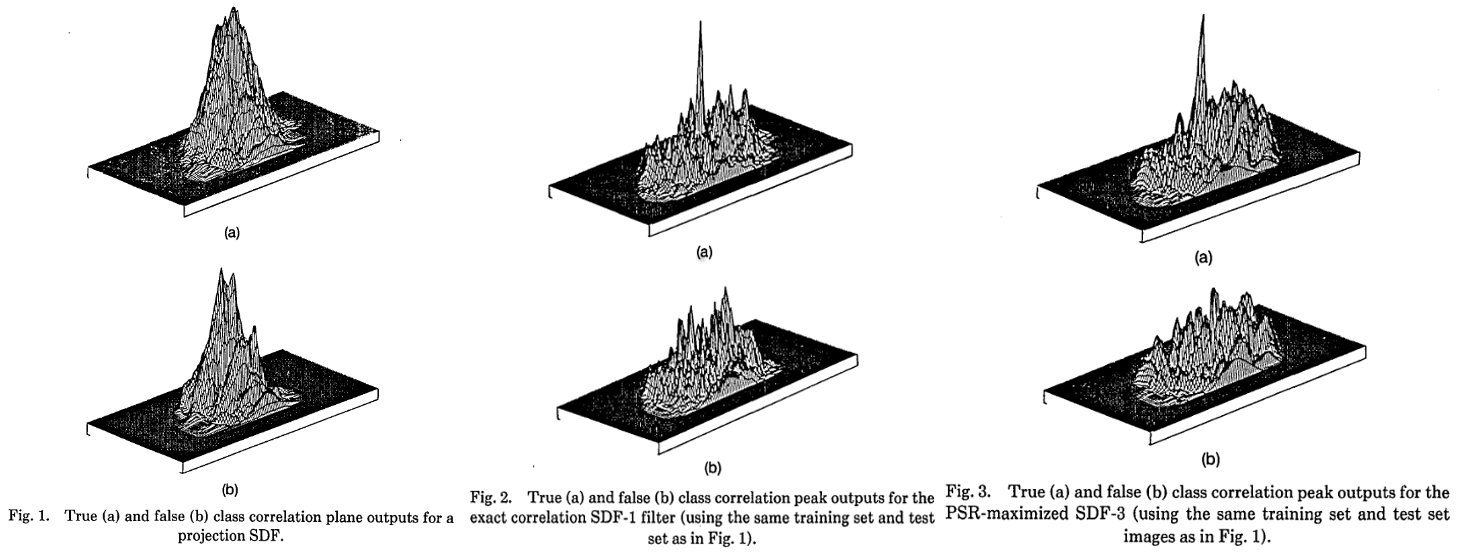 (a)
(b)
Fig. 1. True (a) and false (b) class correlation plane outputs for a
projection SDF.
(a)
(b)
Fig. 2. True (a) and false (b) class correlation peak outputs for the
exact correlation SDF-1 filter (using the same training set and test
set as in Fig. 1).
(a)
(b)
Fig. 3. True (a) and false (b) class correlation peak outputs for the
PSR-maximized SDF-3 (using the same training set and test set
images as in Fig. 1).